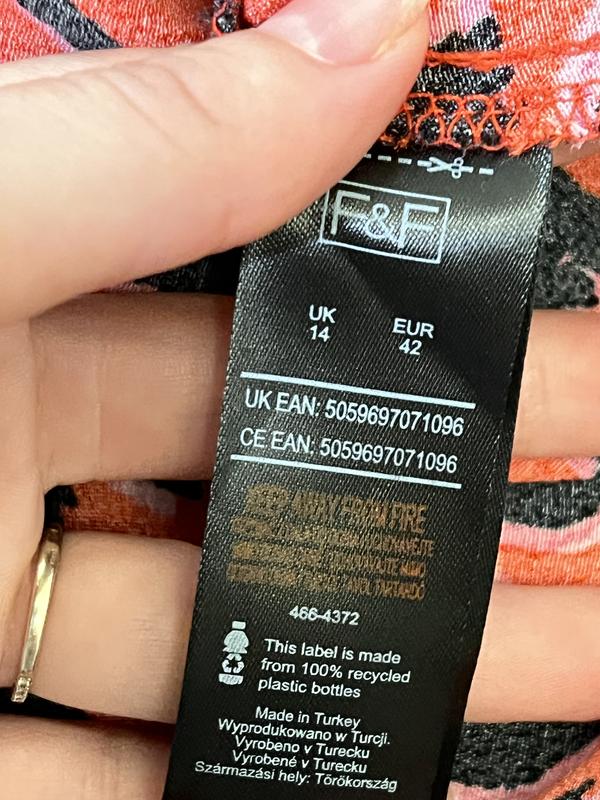 F&F
UK EUR
14 42
UK EAN: 5059697071096
CE EAN: 5059697071096
KEEP AWAY FROM FIRE
466-4372
This label is made
from 100% recycled
plastic bottles
Made in Turkey
Wyprodukowano w Turcji.
Vyrobeno v Turecku
Vyrobené v Turecku
Származási hely: Törökország